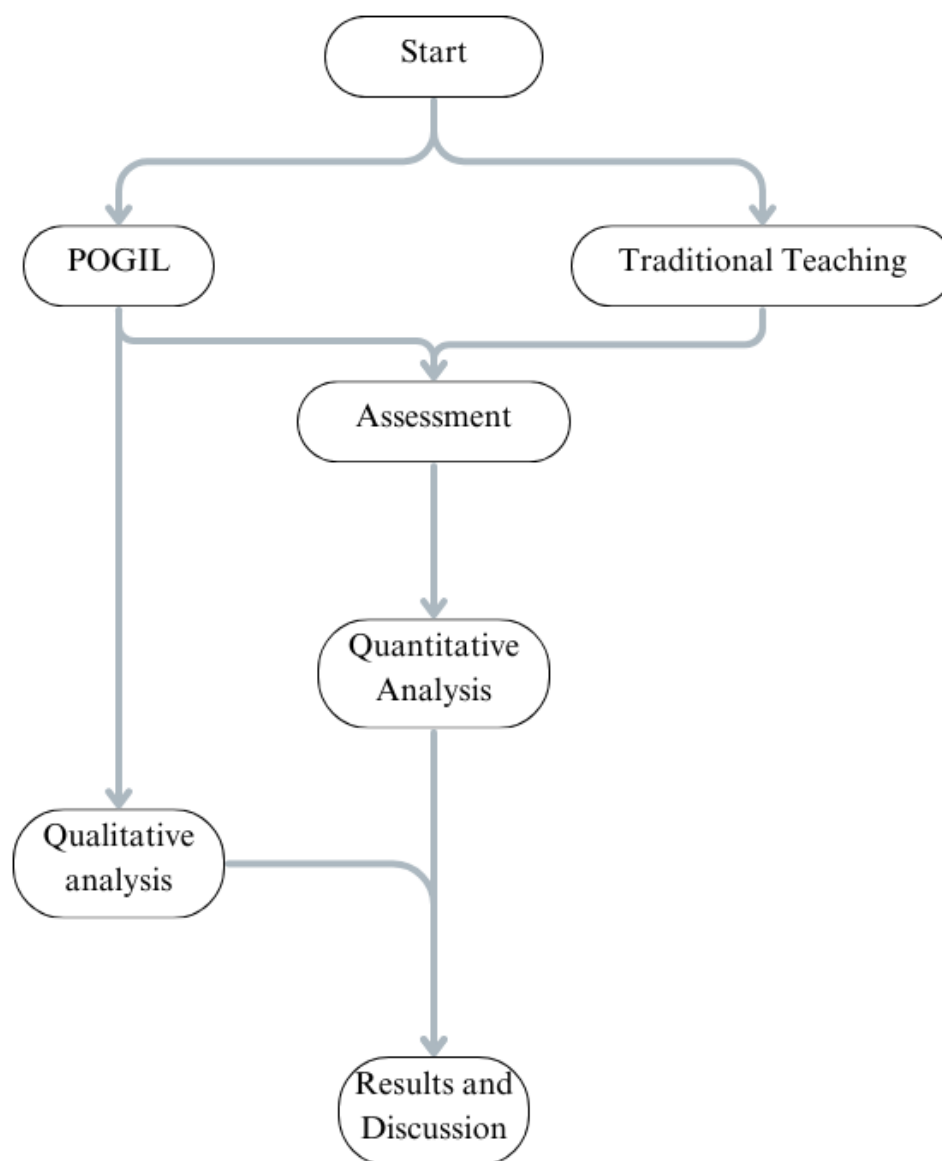 Start
POGIL
Traditional Teaching
Assessment
Quantitative
Analysis
Qualitative
analysis
Results and
Discussion